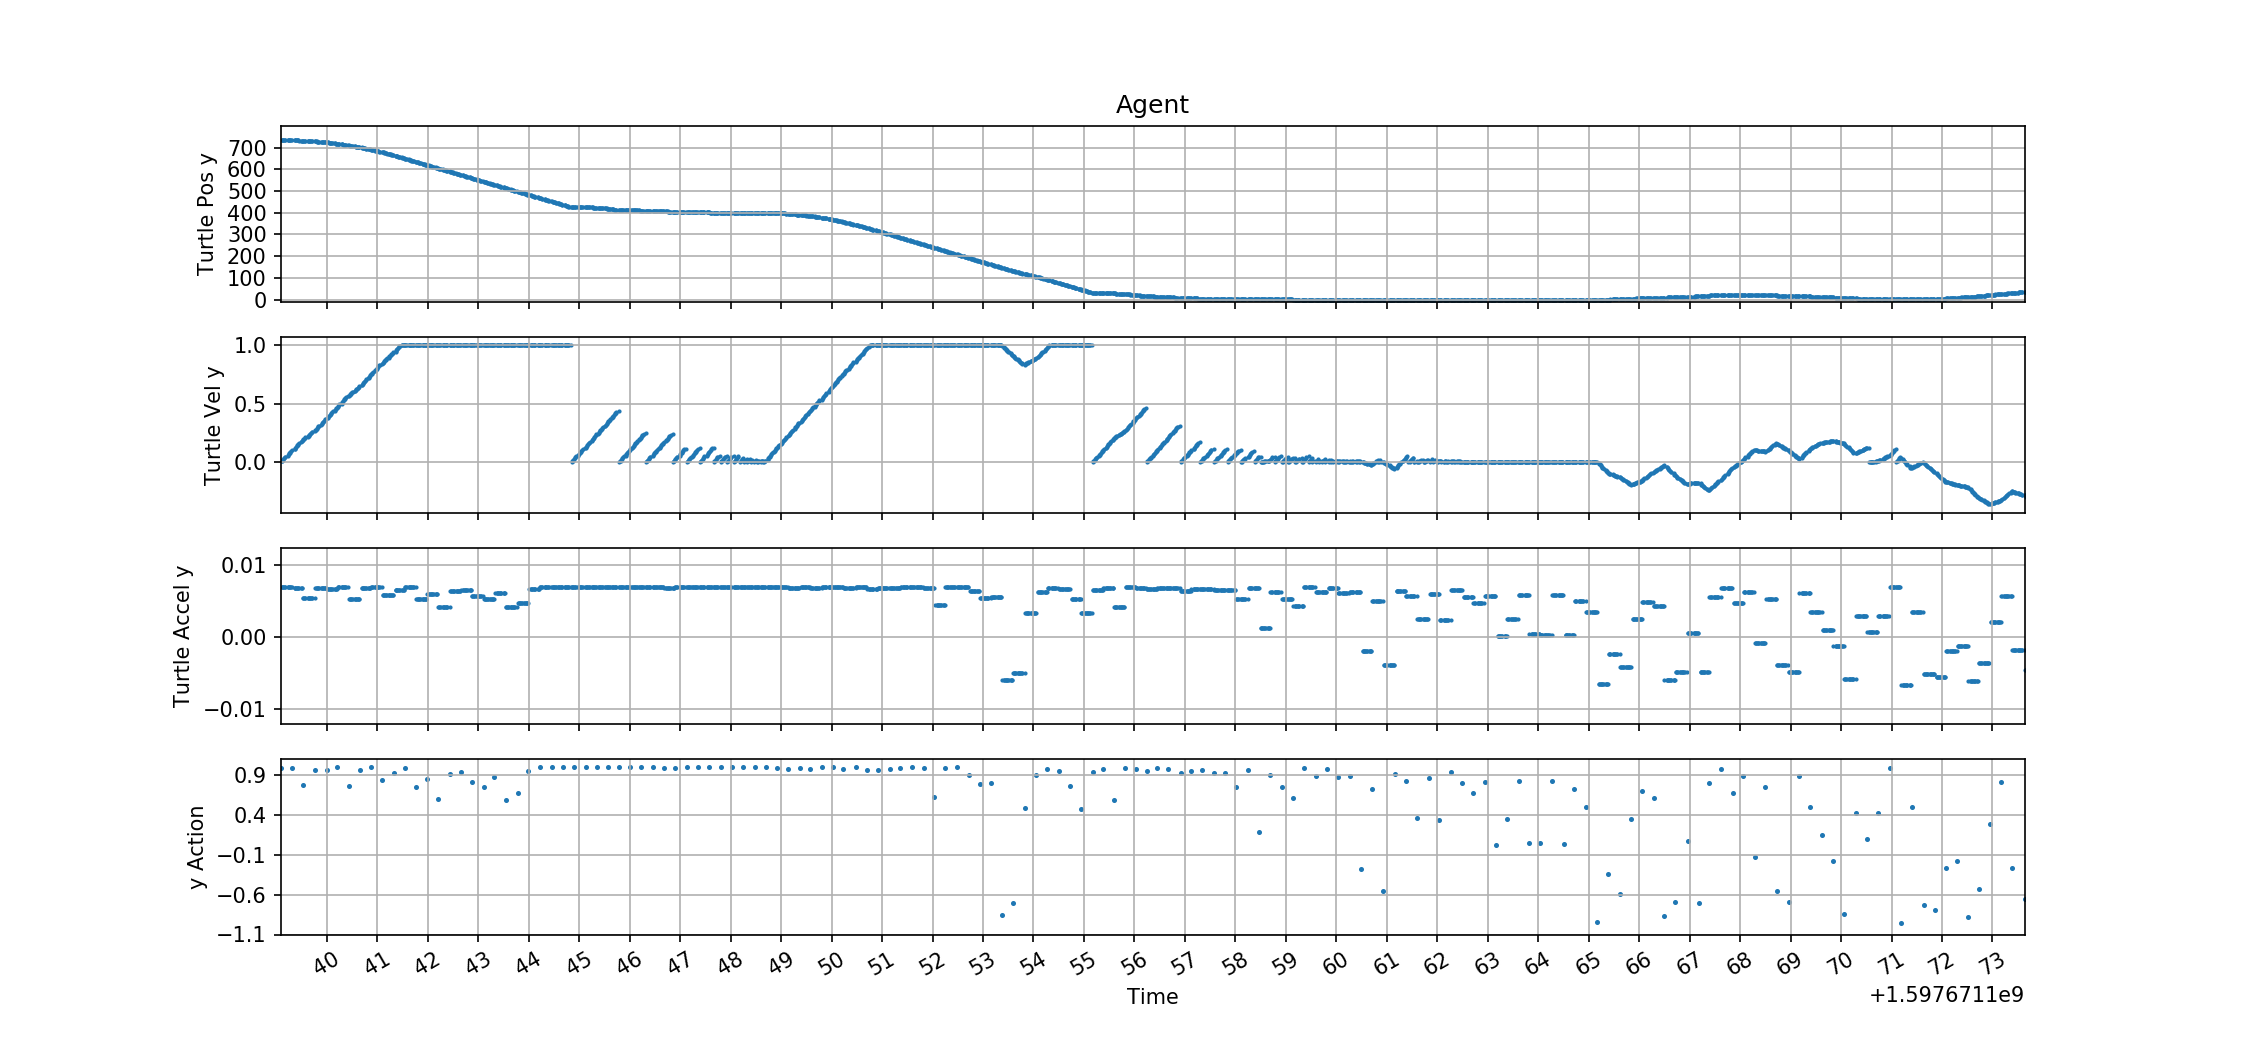 Agent
Turtle Pos y
700
600
500
400
300
200
100
0
Turtle Vel y
1.0
0.5
0.0
Turtle Accel y
0.01
0.00
−0.01
y Action
0.9
0.4
−0.1
−0.6
−1.1
40 41 42 43 44 45 46 47 48 49 50 51 52 53 54 55 56 57 58 59 60 61 62 63 64 65 66 67 68 69 70 71 72 73
Time
+1.5976711e9